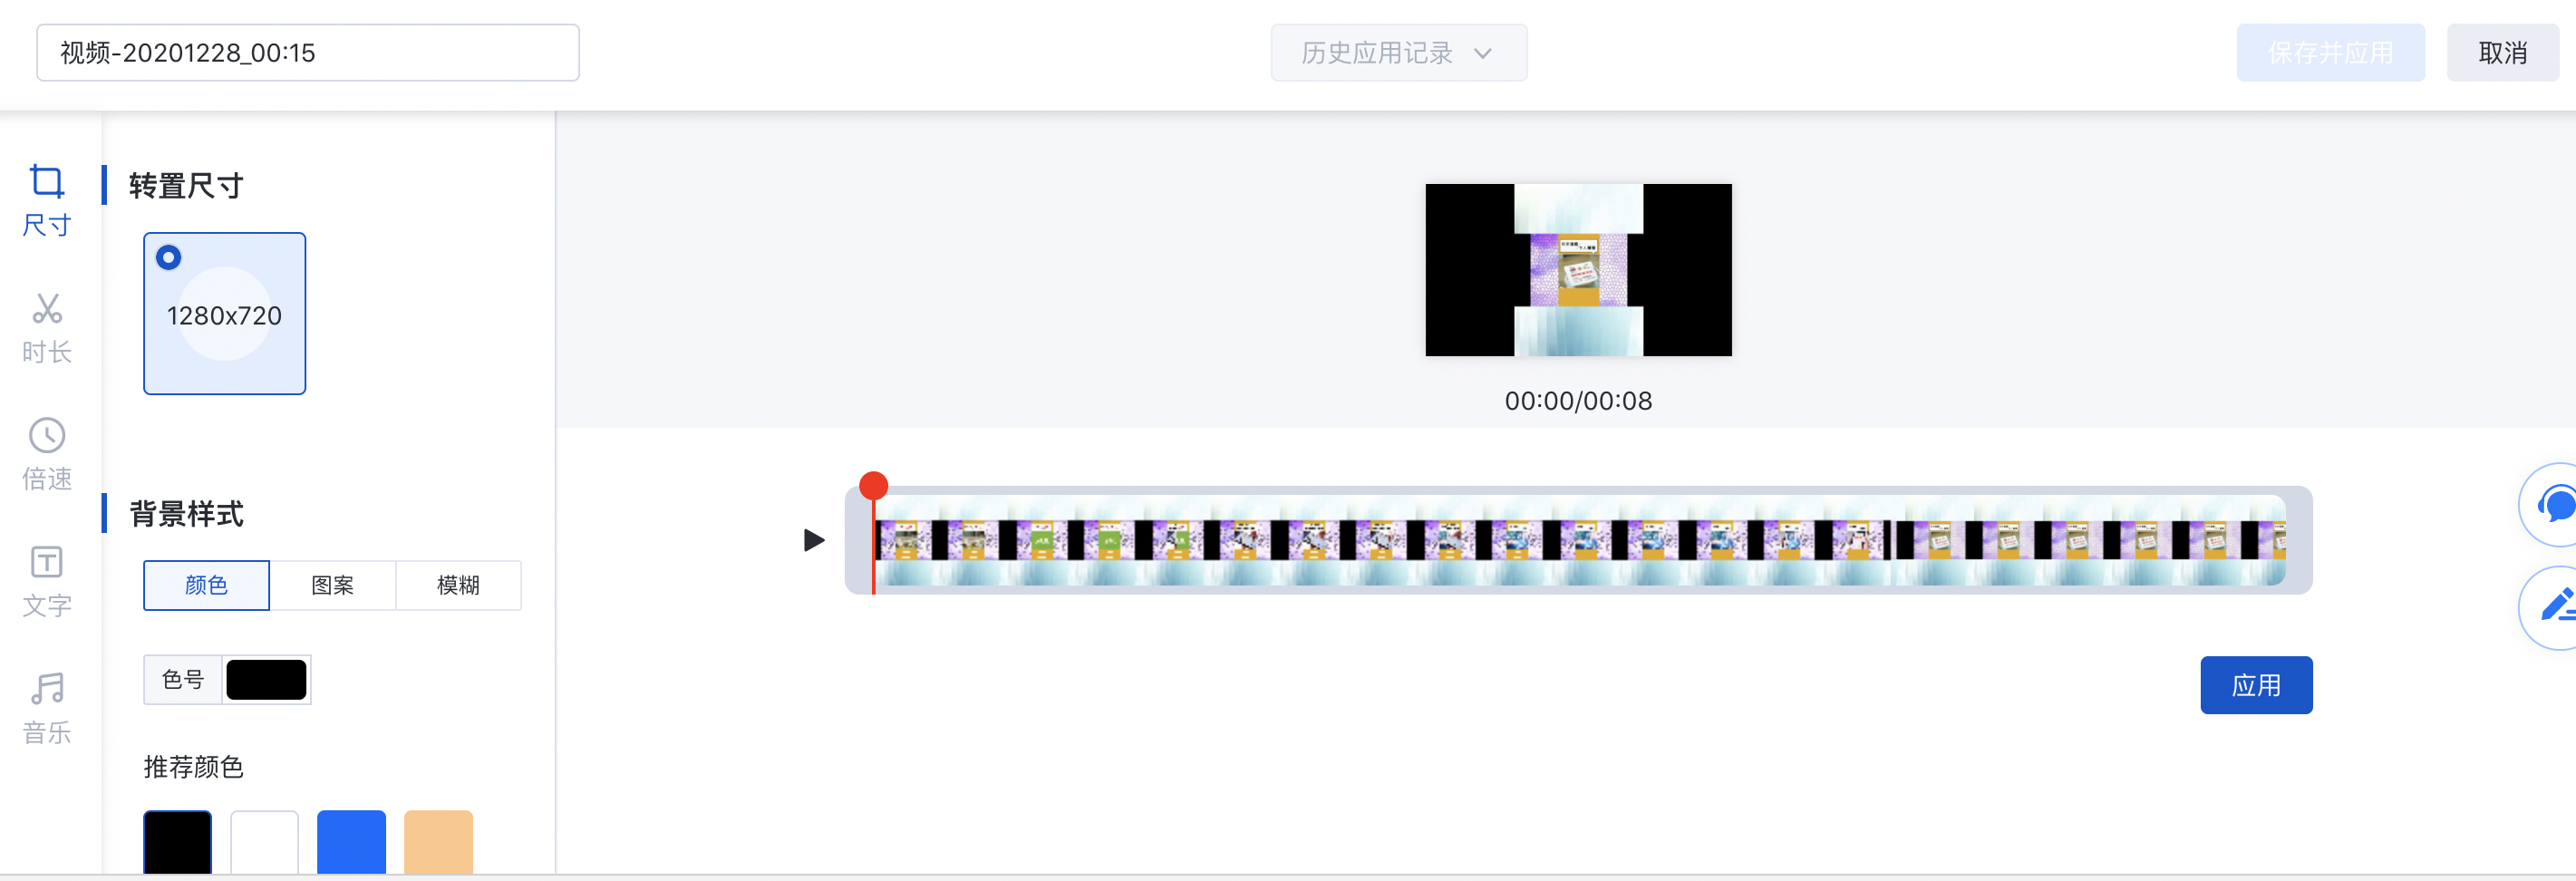 视频-20201228_00:15
历史应用记录
保存并应用
取消
尺寸
时长
倍速
文字
音乐
转置尺寸
1280x720
背景样式
颜色
图案
模糊
色号
推荐颜色
00:00/00:08
应用